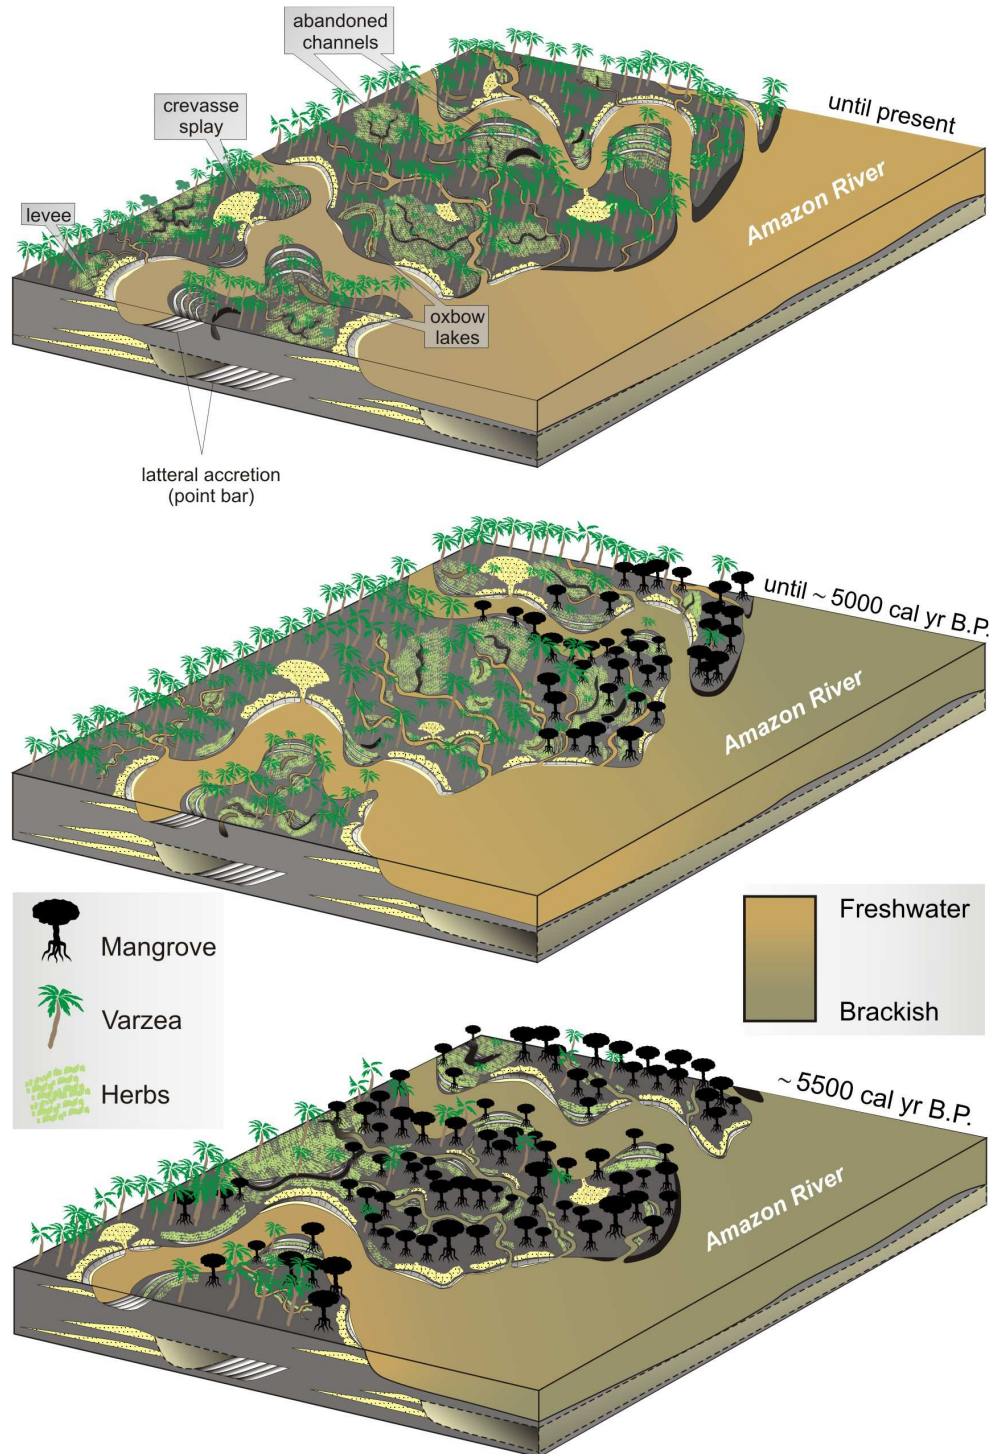 abandoned
channels
crevasse
splay
until present
levee
Amazon River
oxbow
lakes
latteral accretion
(point bar)
until ~ 5000 cal yr B.P.
Amazon River
Mangrove
Varzea
Herbs
Freshwater
Brackish
~ 5500 cal yr B.P.
Amazon River